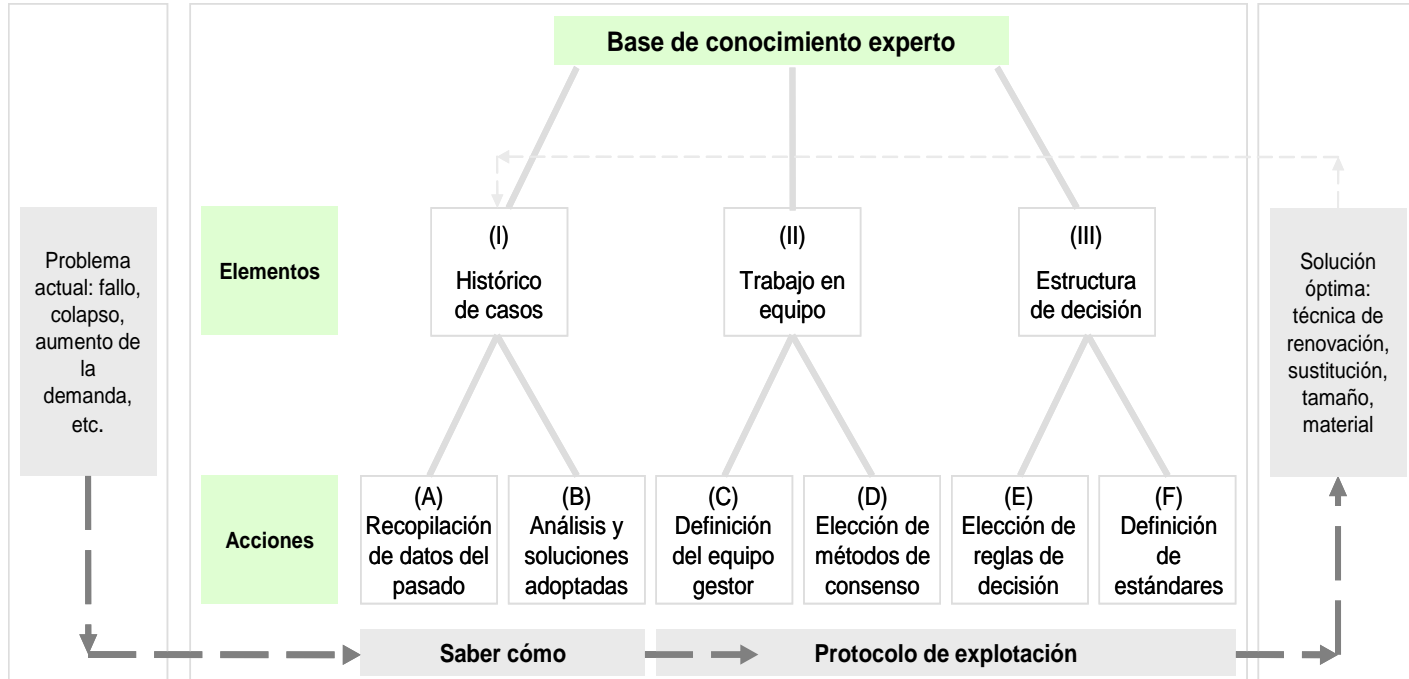 Base de conocimiento experto
Problema
actual: fallo,
colapso,
aumento de
la
demanda,
etc.
Elementos
(I)
Histórico
de casos
(II)
Trabajo en
equipo
(III)
Estructura
de decisión
Solución
óptima:
técnica de
renovación,
sustitución,
tamaño,
material
Acciones
(A)
Recopilación
de datos del
pasado
(B)
Análisis y
soluciones
adoptadas
(C)
Definición
del equipo
gestor
(D)
Elección de
métodos de
consenso
(E)
Elección de
reglas de
decisión
(F)
Definición
de
estándares
Saber cómo
Protocolo de explotación